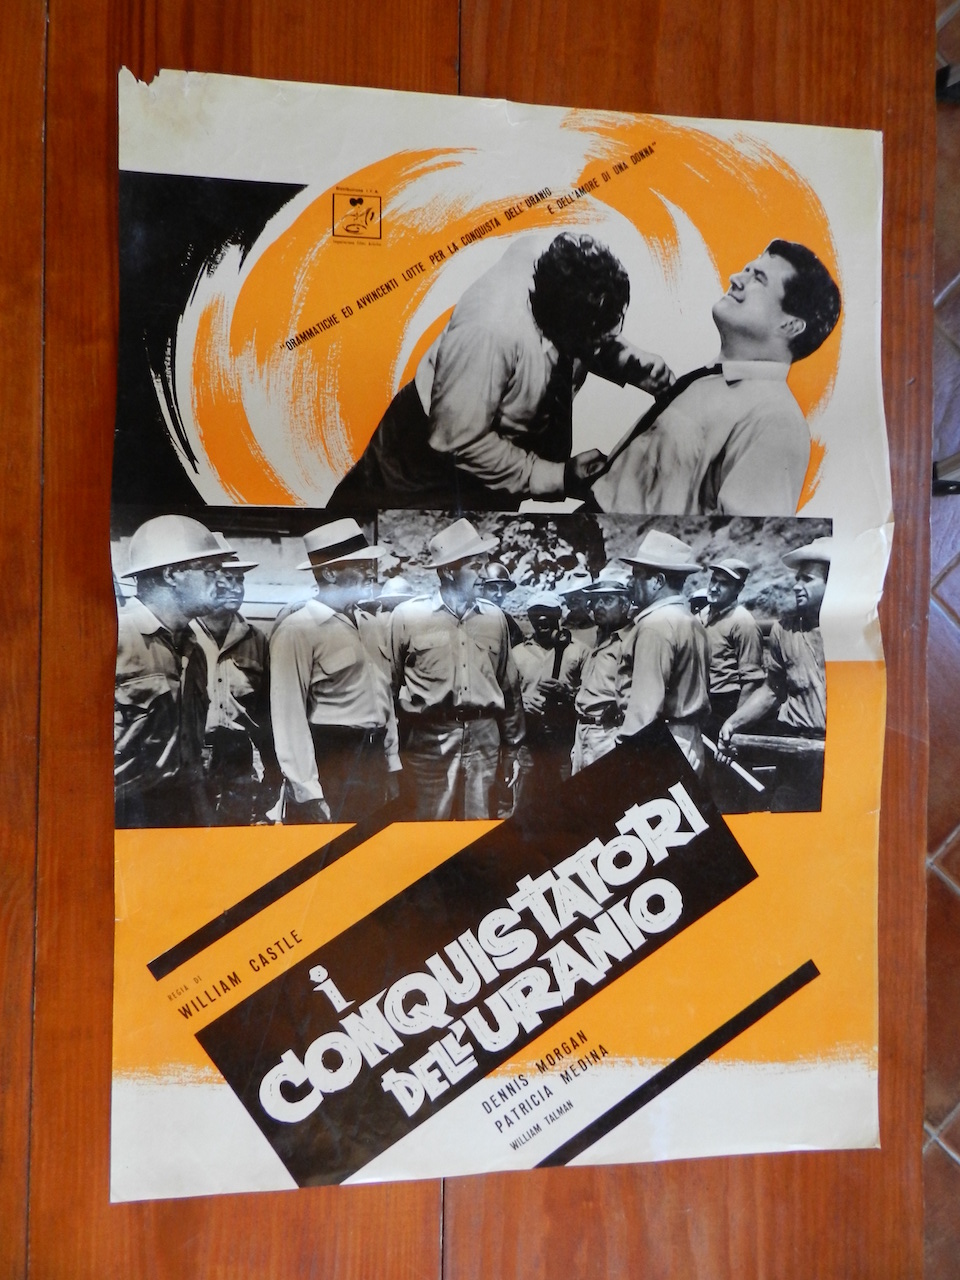 Distribuzione I.F.R.
"DRAMMATICHE ED AVVINCENTI LOTTE PER LA CONQUISTA DELL'URANIO
E DELL'AMORE DI UNA DONNA"
REGIA DI
WILLIAM CASTLE
i
CONQUISTATORI
DELL'URANIO
DENNIS MORGAN
PATRICIA MEDINA
WILLIAM TALMAN